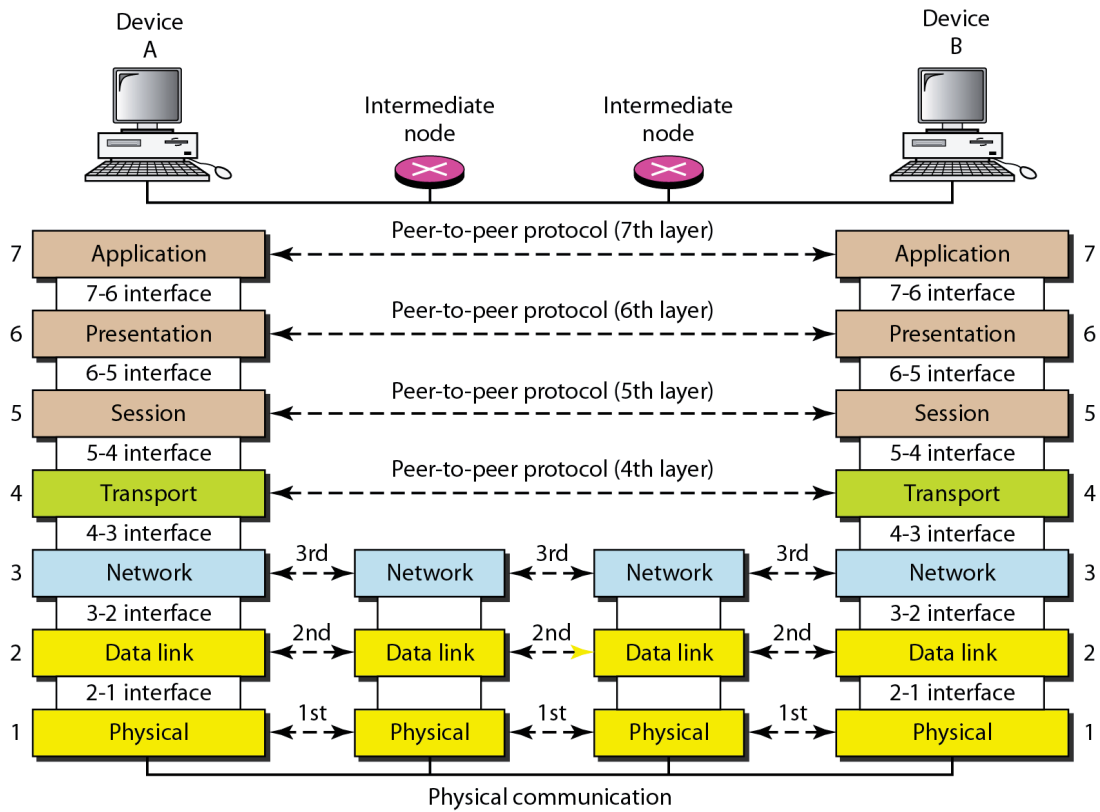 Device
A
Device
B
Intermediate
node
Intermediate
node
Peer-to-peer protocol (7th layer)
7 Application Application 7
7-6 interface 7-6 interface
Peer-to-peer protocol (6th layer)
6 Presentation Presentation 6
6-5 interface 6-5 interface
Peer-to-peer protocol (5th layer)
5 Session Session 5
5-4 interface 5-4 interface
Peer-to-peer protocol (4th layer)
4 Transport Transport 4
4-3 interface 4-3 interface
3rd 3rd 3rd
3 Network Network Network Network 3
3-2 interface 3-2 interface
2nd 2nd 2nd
2 Data link Data link Data link Data link 2
2-1 interface 2-1 interface
1st 1st 1st
1 Physical Physical Physical Physical 1
Physical communication